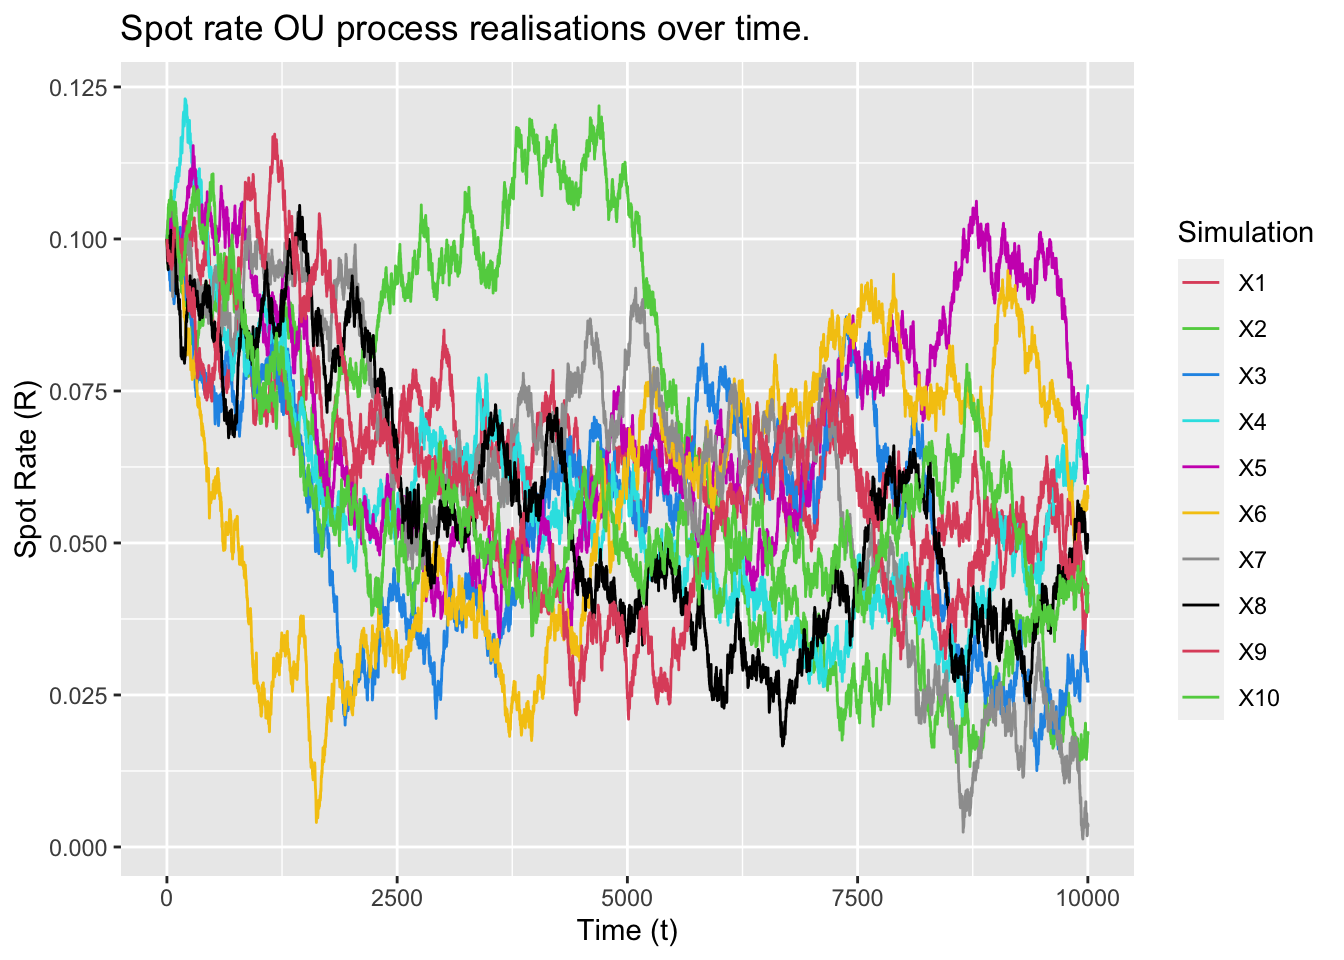 Spot rate OU process realisations over time.
0.125
0.100
0.075
0.050
0.025
0.000
Spot Rate (R)
0 2500 5000 7500 10000
Time (t)
Simulation
X1
X2
X3
X4
X5
X6
X7
X8
X9
X10